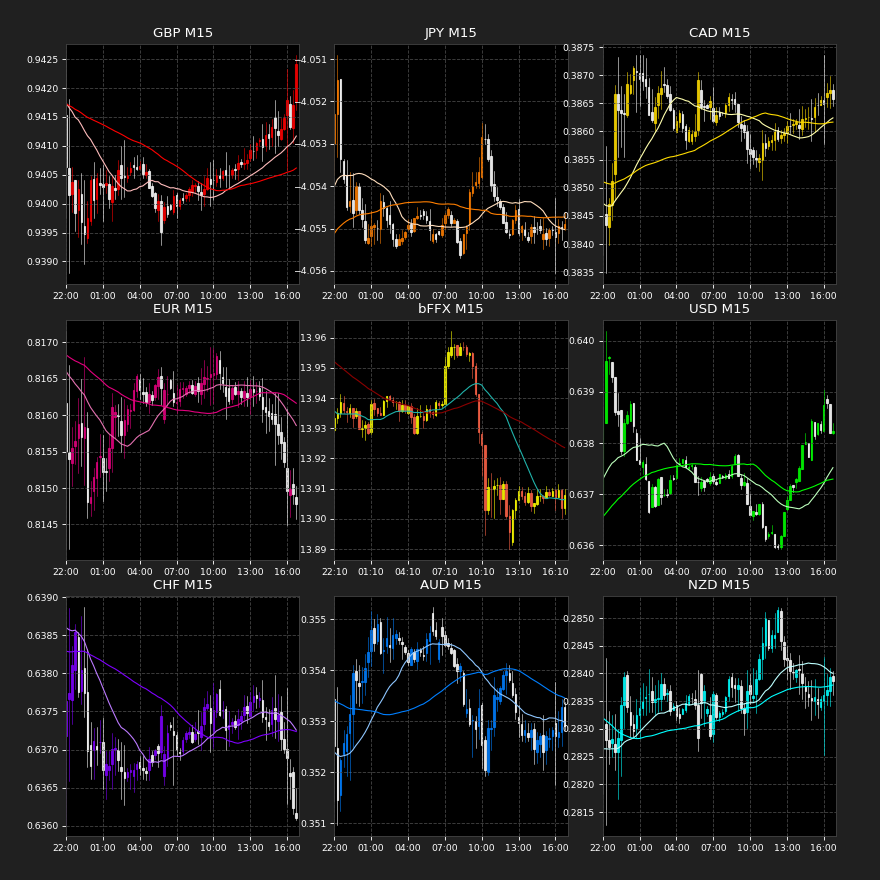 GBP M15 JPY M15 CAD M15
0.9425 0.9420 0.9415 0.9410 0.9405 0.9400 0.9395 0.9390
−4.051 −4.052 −4.053 −4.054 −4.055 −4.056
0.3875 0.3870 0.3865 0.3860 0.3855 0.3850 0.3845 0.3840 0.3835
22:00 01:00 04:00 07:00 10:00 13:00 16:00 22:00 01:00 04:00 07:00 10:00 13:00 16:00 22:00 01:00 04:00 07:00 10:00 13:00 16:00
EUR M15 bFFX M15 USD M15
0.8170 0.8165 0.8160 0.8155 0.8150 0.8145
13.96 13.95 13.94 13.93 13.92 13.91 13.90 13.89
0.640 0.639 0.638 0.637 0.636
22:00 01:00 04:00 07:00 10:00 13:00 16:00 22:10 01:10 04:10 07:10 10:10 13:10 16:10 22:00 01:00 04:00 07:00 10:00 13:00 16:00
CHF M15 AUD M15 NZD M15
0.6390 0.6385 0.6380 0.6375 0.6370 0.6365 0.6360
0.355 0.354 0.353 0.352 0.351
0.2850 0.2845 0.2840 0.2835 0.2830 0.2825 0.2820 0.2815
22:00 01:00 04:00 07:00 10:00 13:00 16:00 22:00 01:00 04:00 07:00 10:00 13:00 16:00 22:00 01:00 04:00 07:00 10:00 13:00 16:00